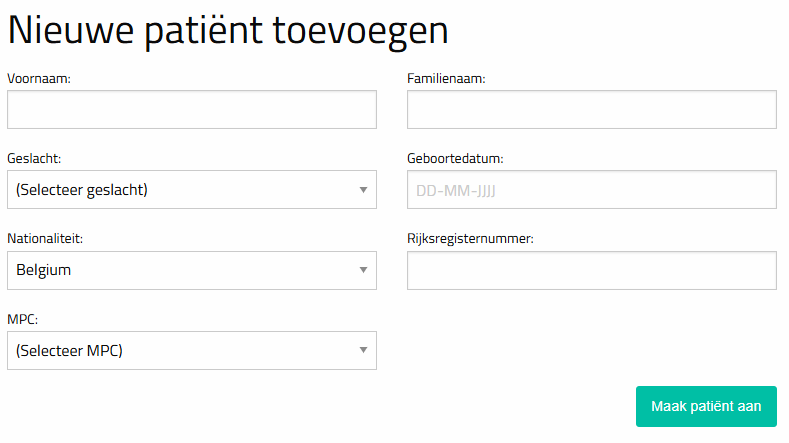 Nieuwe patiënt toevoegen
Voornaam:
Familienaam:
Geslacht:
Geboortedatum:
(Selecteer geslacht)
DD-MM-JJJJ
Nationaliteit:
Rijksregisternummer:
Belgium
MPC:
(Selecteer MPC)
Maak patiënt aan